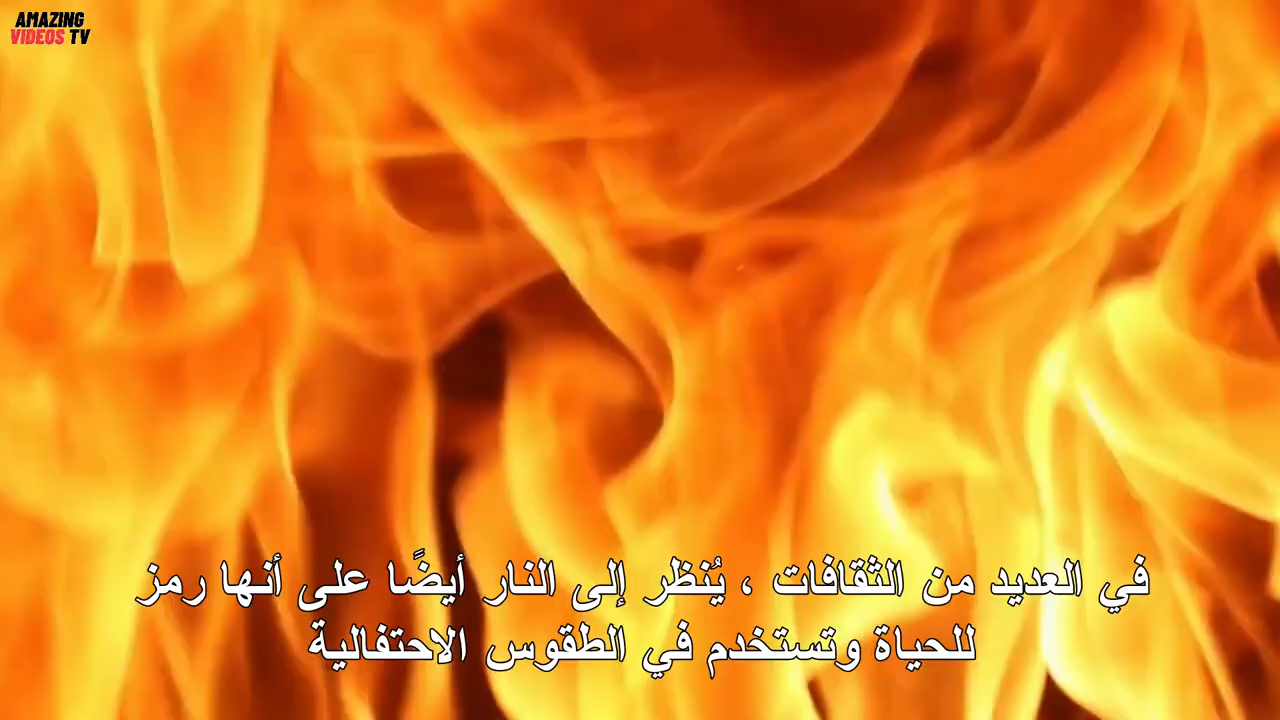 AMAZING
VIDEOS TV
في العديد من الثقافات ، يُنظر إلى النار أيضًا على أنها رمز
للحياة وتستخدم في الطقوس الاحتفالية